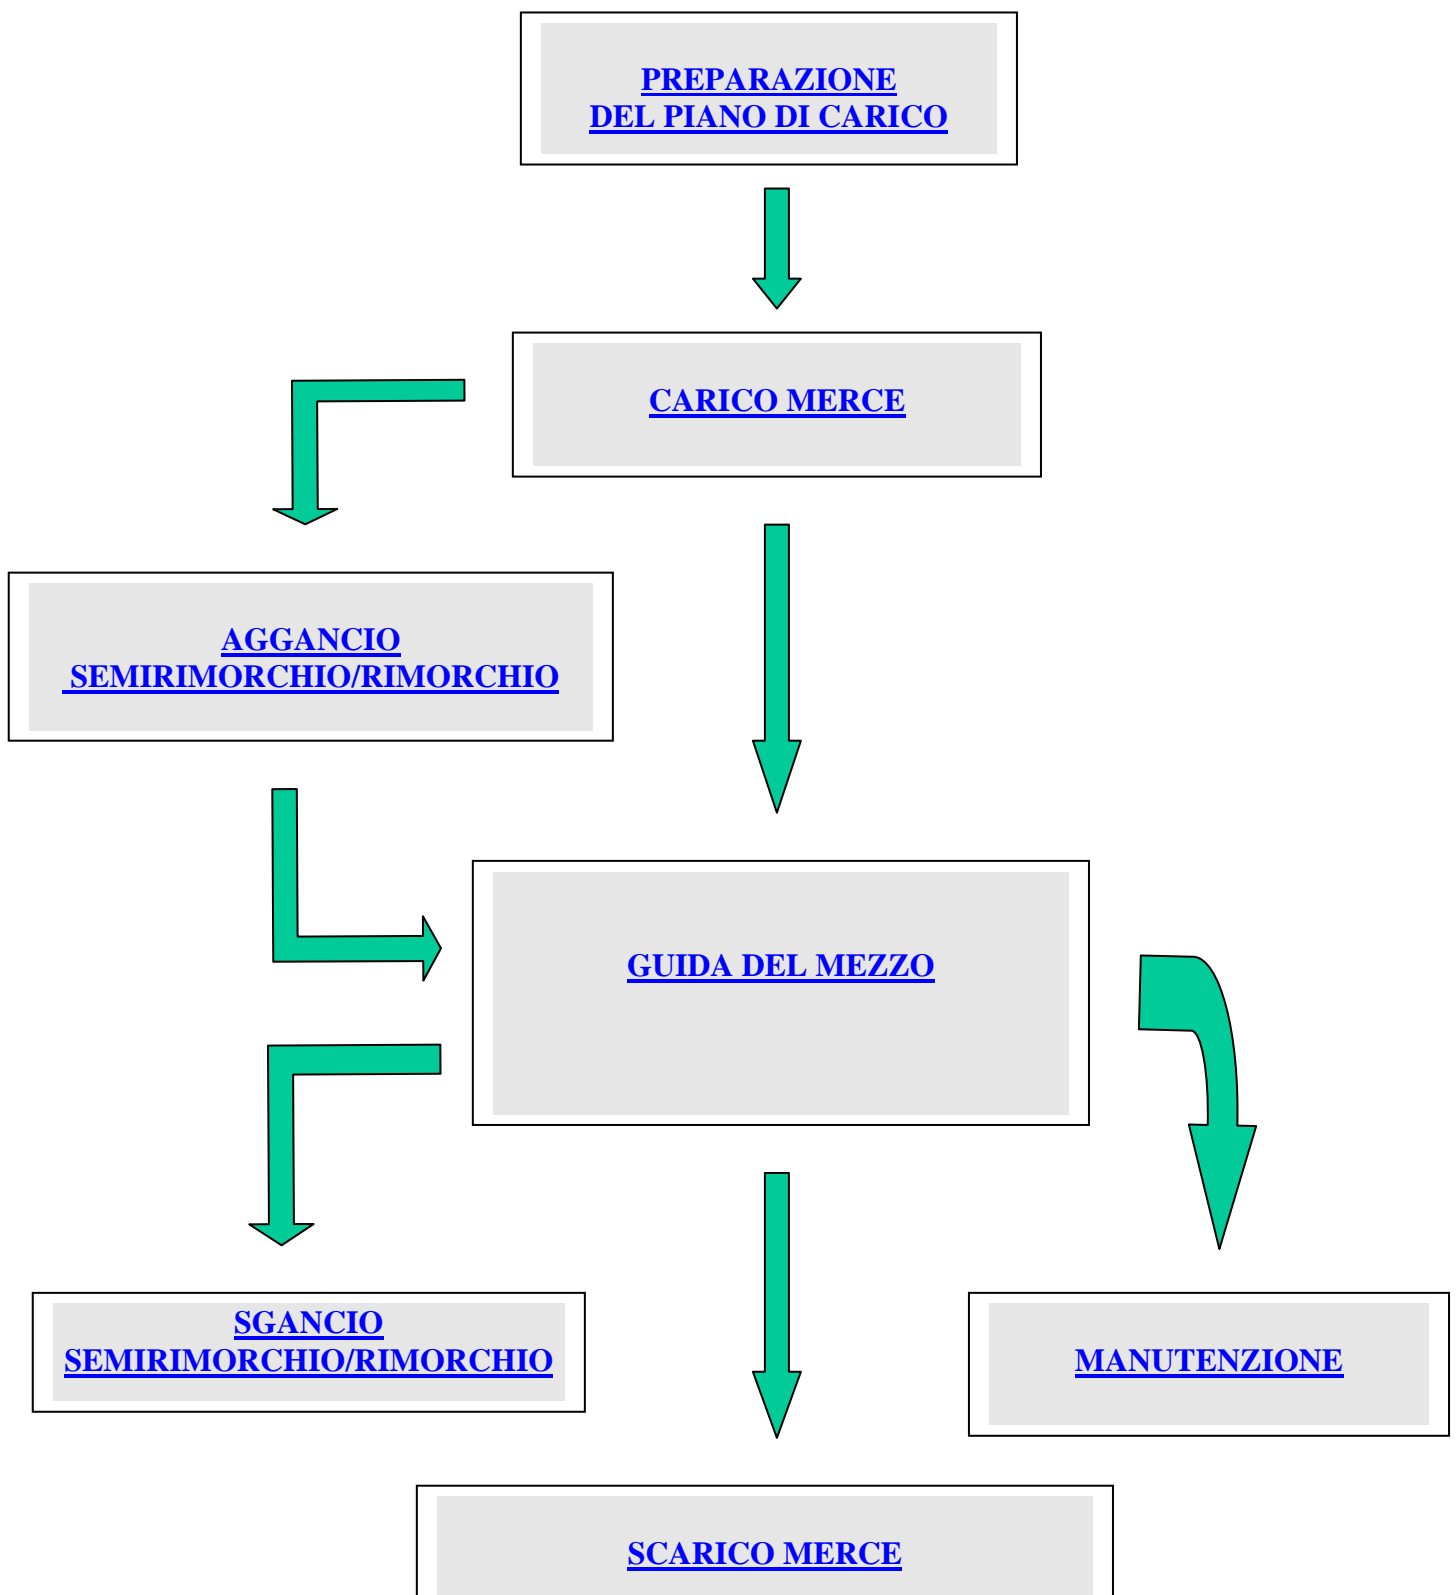 PREPARAZIONE
DEL PIANO DI CARICO
CARICO MERCE
AGGANCIO
SEMIRIMORCHIO/RIMORCHIO
GUIDA DEL MEZZO
SGANCIO
SEMIRIMORCHIO/RIMORCHIO
MANUTENZIONE
SCARICO MERCE